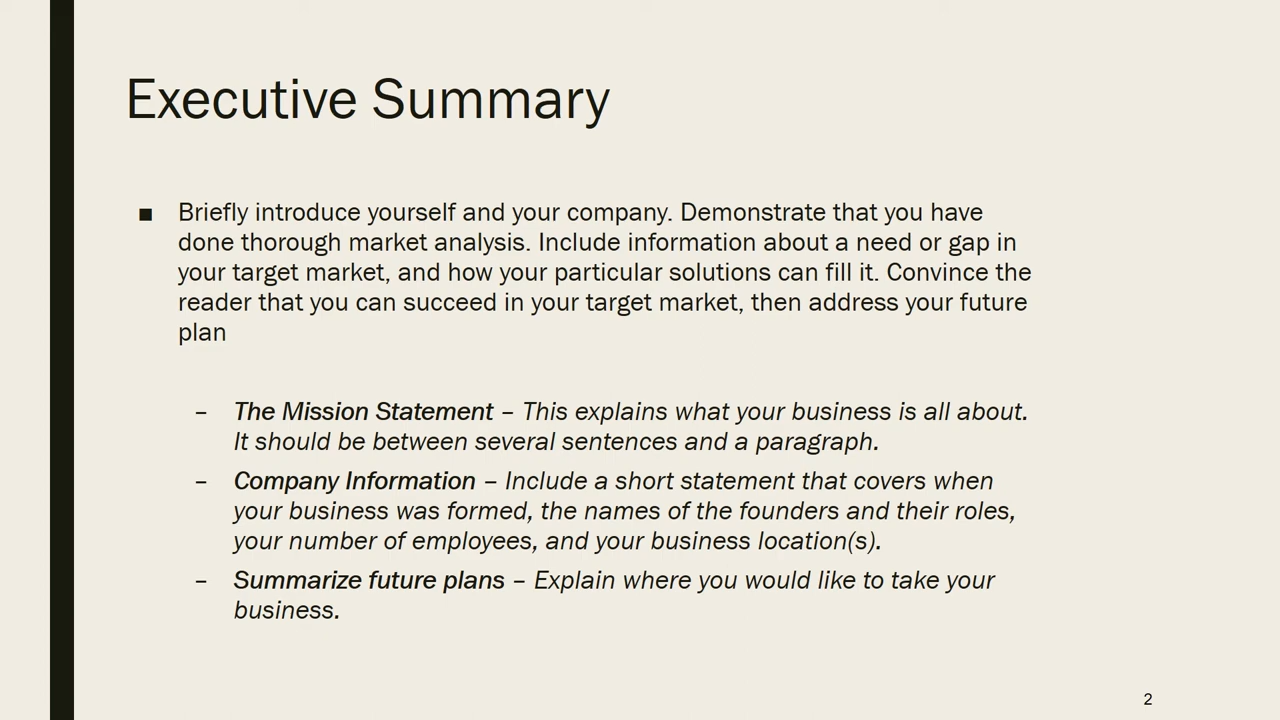 Executive Summary
■ Briefly introduce yourself and your company. Demonstrate that you have
done thorough market analysis. Include information about a need or gap in
your target market, and how your particular solutions can fill it. Convince the
reader that you can succeed in your target market, then address your future
plan
– The Mission Statement – This explains what your business is all about.
It should be between several sentences and a paragraph.
– Company Information – Include a short statement that covers when
your business was formed, the names of the founders and their roles,
your number of employees, and your business location(s).
– Summarize future plans – Explain where you would like to take your
business.
2